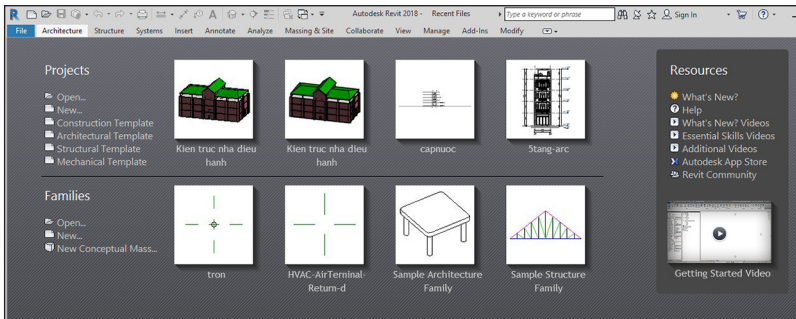 Autodesk Revit 2018 - Recent Files
Type a keyword or phrase
Sign In
File Architecture Structure Systems Insert Annotate Analyze Massing & Site Collaborate View Manage Add-Ins Modify
Projects
Open...
New...
Construction Template
Architectural Template
Structural Template
Mechanical Template
Kien truc nha dieu
hanh
Kien truc nha dieu
hanh
capnuoc
5tang-arc
Families
Open...
New...
New Conceptual Mass...
tron
HVAC-AirTerninal-
Return-d
Sample Architecture
Family
Sample Structure
Family
Resources
What's New?
Help
What's New? Videos
Essential Skills Videos
Additional Videos
Autodesk App Store
Revit Community
Getting Started Video